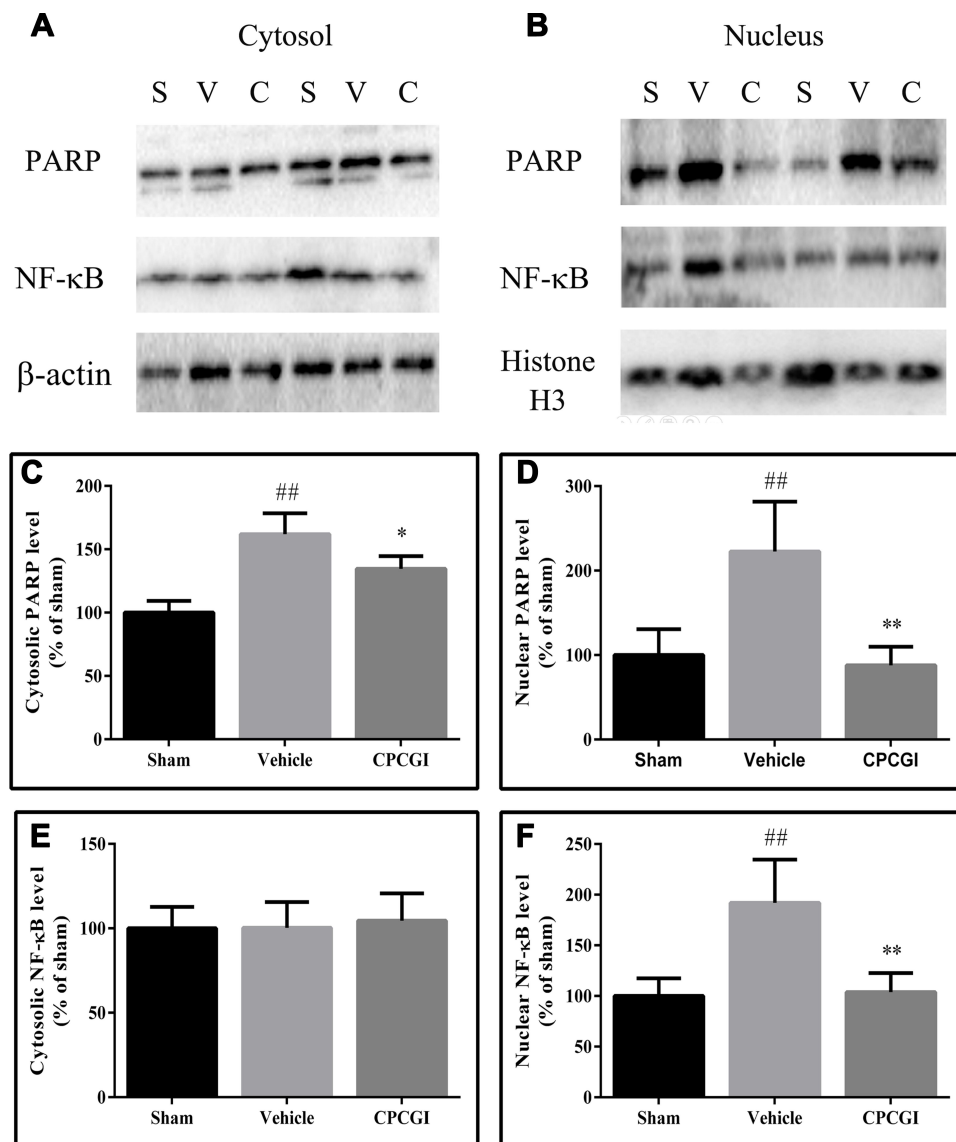 A
Cytosol
S V C S V C
PARP
NF-κB
β-actin
B
Nucleus
S V C S V C
PARP
NF-κB
Histone
H3
C
Cytosolic PARP level
(% of sham)
200
150
100
50
0
##
*
Sham Vehicle CPCGI
D
Nuclear PARP level
(% of sham)
300
200
100
0
##
**
Sham Vehicle CPCGI
E
Cytosolic NF-κB level
(% of sham)
150
100
50
0
Sham Vehicle CPCGI
F
Nuclear NF-κB level
(% of sham)
250
200
150
100
50
0
##
**
Sham Vehicle CPCGI